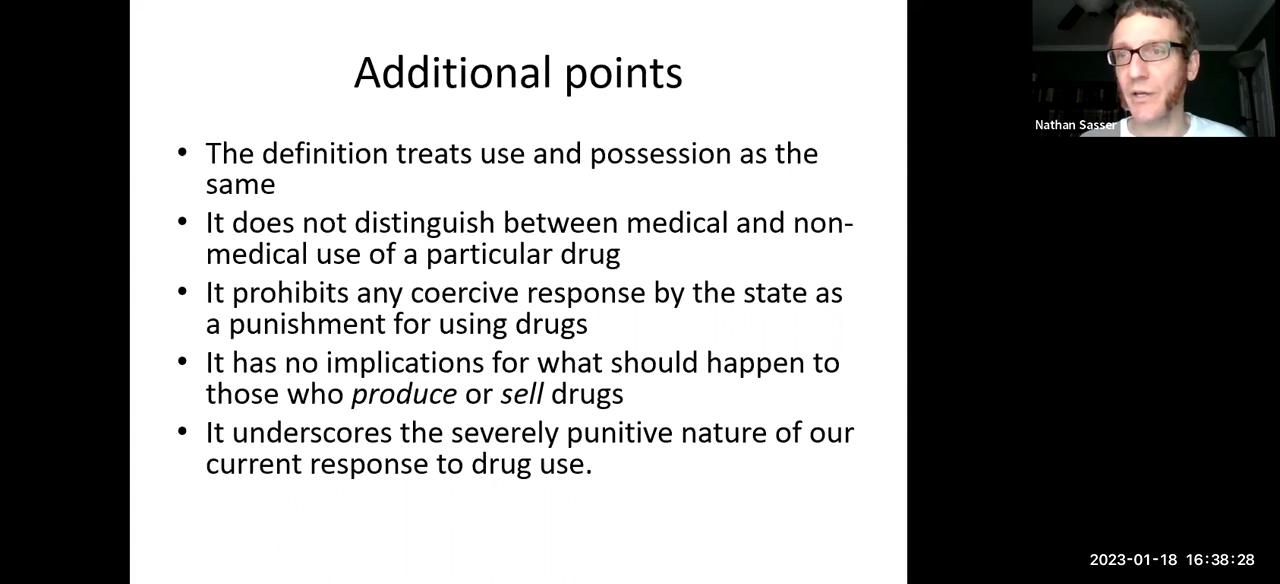 Additional points
• The definition treats use and possession as the
same
• It does not distinguish between medical and non-
medical use of a particular drug
• It prohibits any coercive response by the state as
a punishment for using drugs
• It has no implications for what should happen to
those who produce or sell drugs
• It underscores the severely punitive nature of our
current response to drug use.
Nathan Sasser
2023-01-18 16:38:28